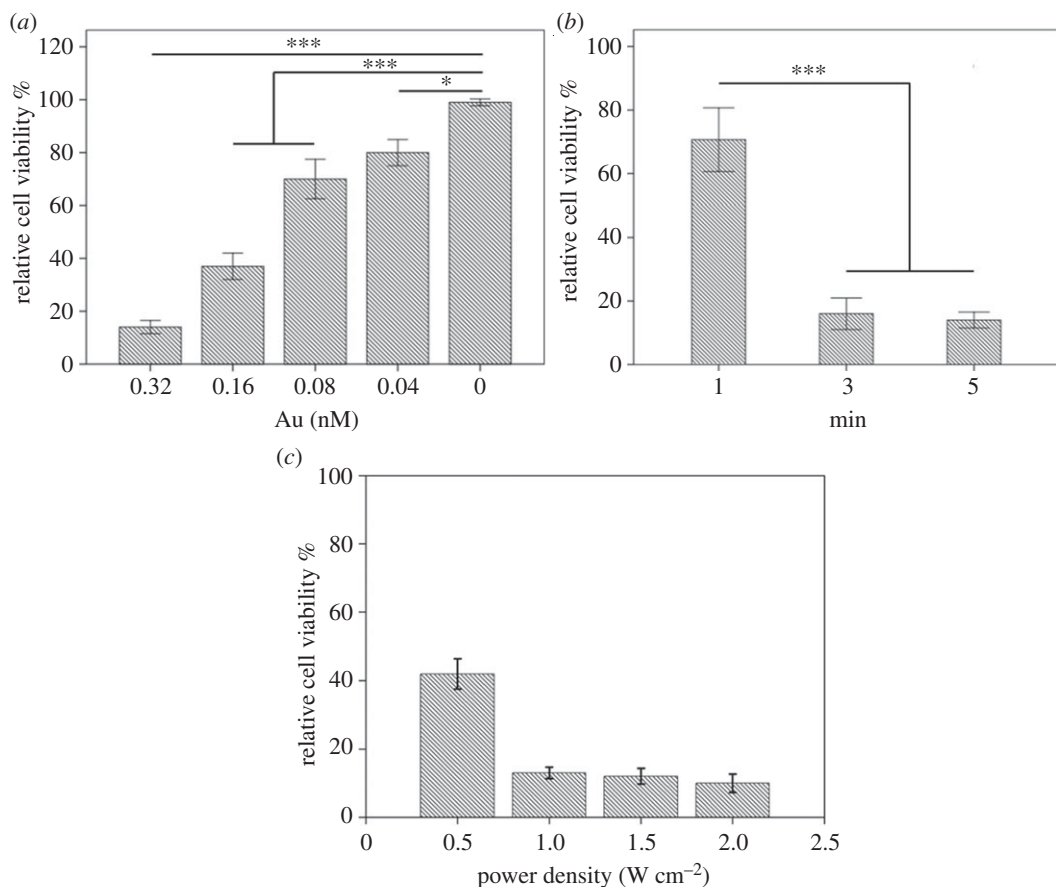 (a)
120
100
80
60
40
20
0
relative cell viability %
***
***
*
0.32 0.16 0.08 0.04 0
Au (nM)
(b)
100
80
60
40
20
0
relative cell viability %
***
1 3 5
min
(c)
100
80
60
40
20
0
relative cell viability %
0 0.5 1.0 1.5 2.0 2.5
power density (W cm⁻²)